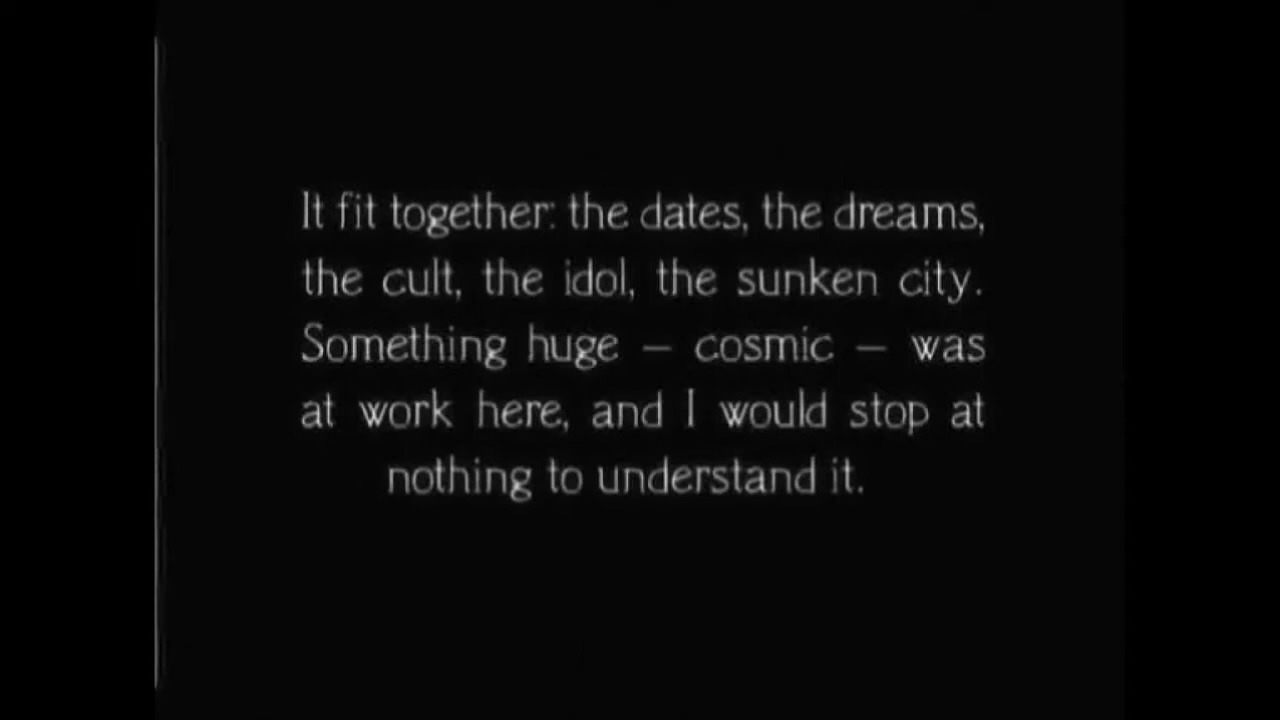 It fit together: the dates, the dreams,
the cult, the idol, the sunken city.
Something huge – cosmic – was
at work here, and I would stop at
nothing to understand it.